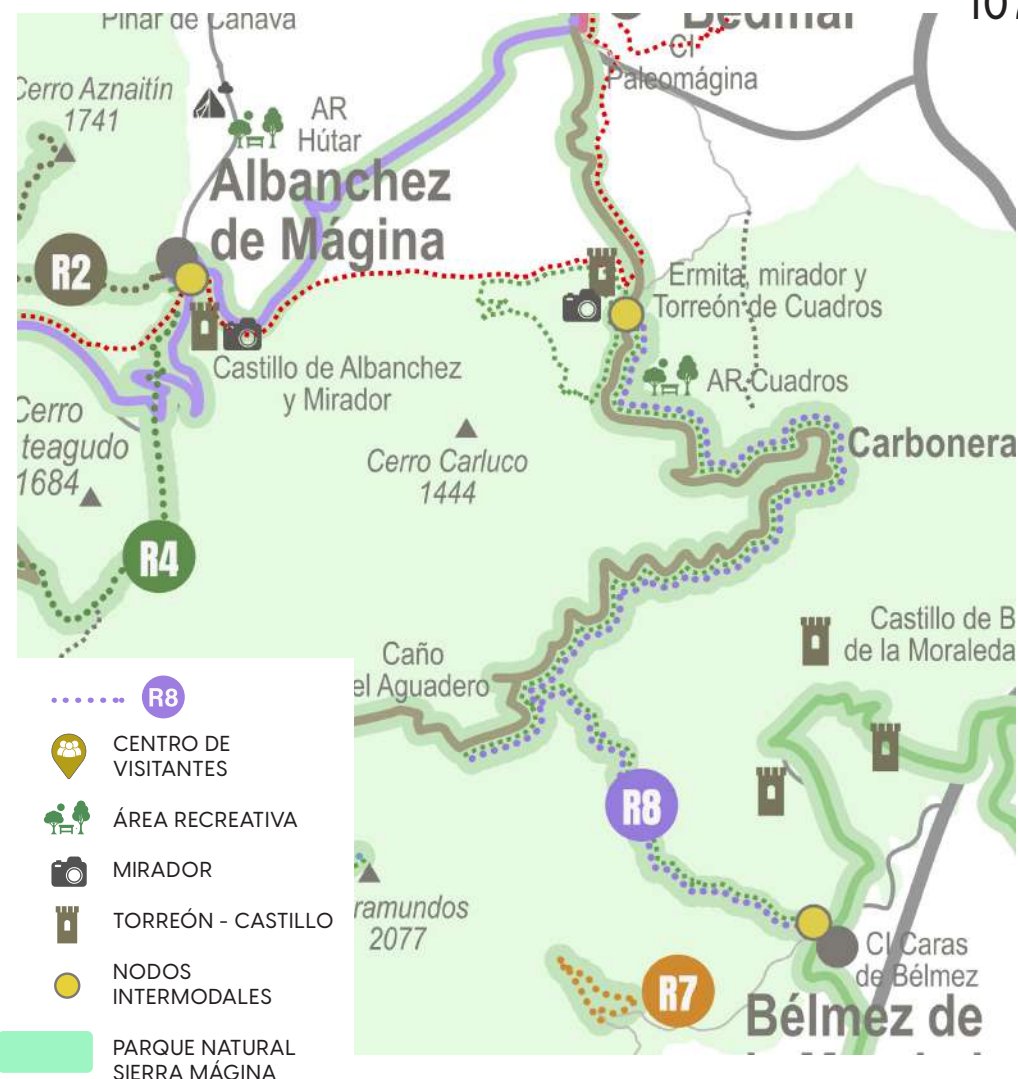 107
Pinar de Cánava
Bedmar
CI
Paleomágina
Cerro Aznaitín
1741
AR
Hútar
Albanchez
de Mágina
R2
Ermita, mirador y
Torreón de Cuadros
Castillo de Albanchez
y Mirador
AR Cuadros
Cerro
teagudo
1684
Cerro Carluco
1444
Carbonera
R4
Castillo de B
de la Moraleda
Caño
el Aguadero
R8
R8
CENTRO DE
VISITANTES
ÁREA RECREATIVA
MIRADOR
TORREÓN - CASTILLO
NODOS
INTERMODALES
PARQUE NATURAL
SIERRA MÁGINA
ramundos
2077
R7
CI Caras
de Bélmez
Bélmez de